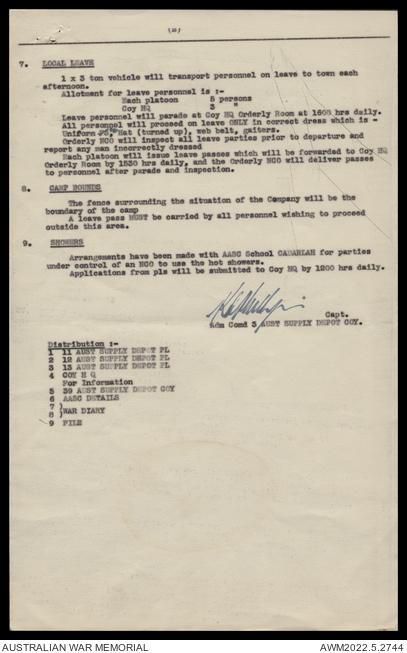 (2)
7. LOCAL LEAVE
1 x 3 ton vehicle will transport personnel on leave to town each
afternoon.
Allotment for leave personnel is :-
Each platoon 5 persons
Coy HQ 3 "
Leave personnel will parade at Coy HQ Orderly Room at 1605 hrs daily.
All personnel will proceed on leave ONLY in correct dress which is -
Uniform Hat (turned up), web belt, gaiters.
Orderly NCO will inspect all leave parties prior to departure and
report any man incorrectly dressed
Each platoon will issue leave passes which will be forwarded to Coy HQ
Orderly Room by 1530 hrs daily, and the Orderly NCO will deliver passes
to personnel after parade and inspection.
8. CAMP BOUNDS
The fence surrounding the situation of the Company will be the
boundary of the camp
A leave pass MUST be carried by all personnel wishing to proceed
outside this area.
9. SHOWERS
Arrangements have been made with AASC School CABARLAH for parties
under control of an NCO to use the hot showers.
Applications from pls will be submitted to Coy HQ by 1200 hrs daily.
Capt.
Adm Comd 3 AUST SUPPLY DEPOT COY.
Distribution :-
1 11 AUST SUPPLY DEPOT PL
2 12 AUST SUPPLY DEPOT PL
3 13 AUST SUPPLY DEPOT PL
4 COY H Q
For Information
5 39 AUST SUPPLY DEPOT COY
6 AASC DETAILS
7 )
8 ) WAR DIARY
9 FILE
AUSTRALIAN WAR MEMORIAL
AWM2022.5.2744